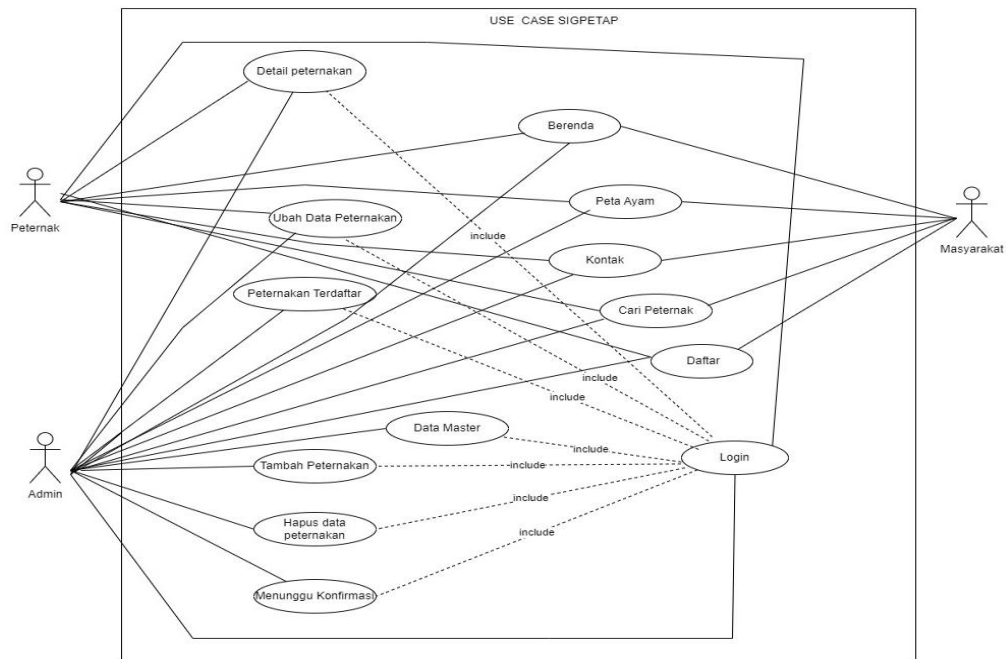 USE CASE SIGPETAP
Detail peternakan
Berenda
Peternak
Ubah Data Peternakan
Peta Ayam
include
Masyarakat
Kontak
Peternakan Terdaftar
Cari Peternak
Daftar
include
include
Data Master
include
Login
Tambah Peternakan
include
Admin
include
Hapus data
peternakan
include
Menunggu Konfirmasi